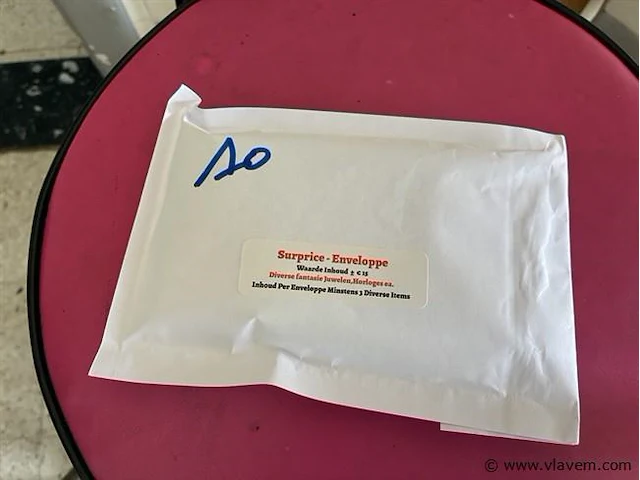 10
Surprice - Enveloppe
Waarde Inhoud ± € 15
Diverse fantasie Juwelen,Horloges ea.
Inhoud Per Enveloppe Minstens 3 Diverse Items
© www.vlavem.com